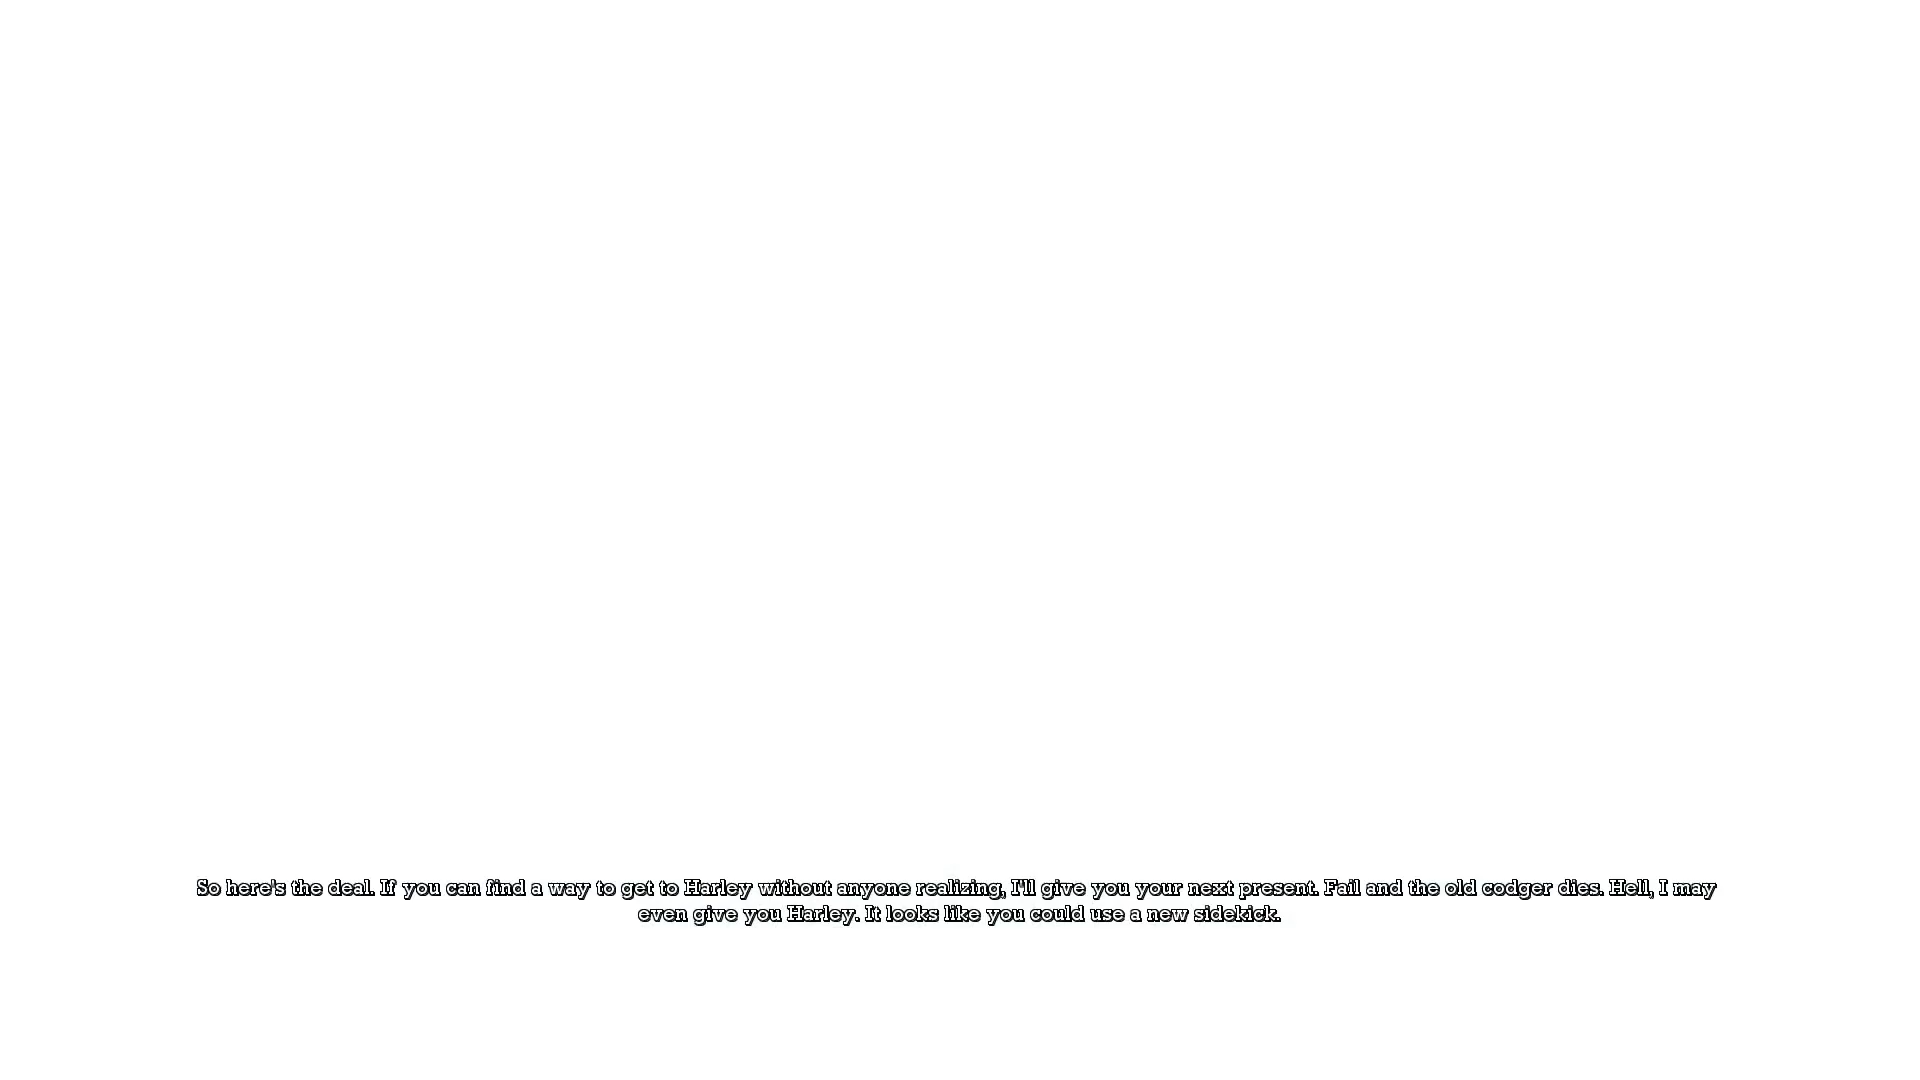 So here's the deal. If you can find a way to get to Harley without anyone realizing, I'll give you your next present. Fail and the old codger dies. Hell, I may
even give you Harley. It looks like you could use a new sidekick.